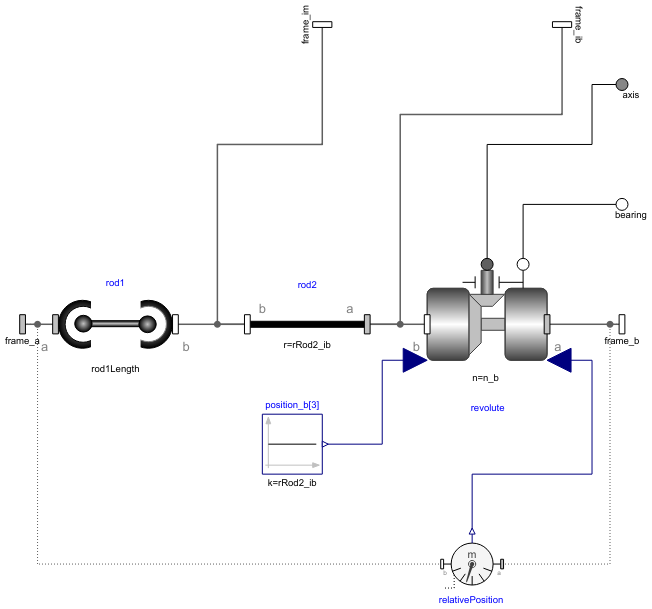 frame_im
frame_ib
axis
bearing
rod1
rod2
b
a
frame_a
a
b
b
a
frame_b
rod1Length
r=rRod2_ib
n=n_b
position_b[3]
revolute
k=rRod2_ib
m
b
a
relativePosition